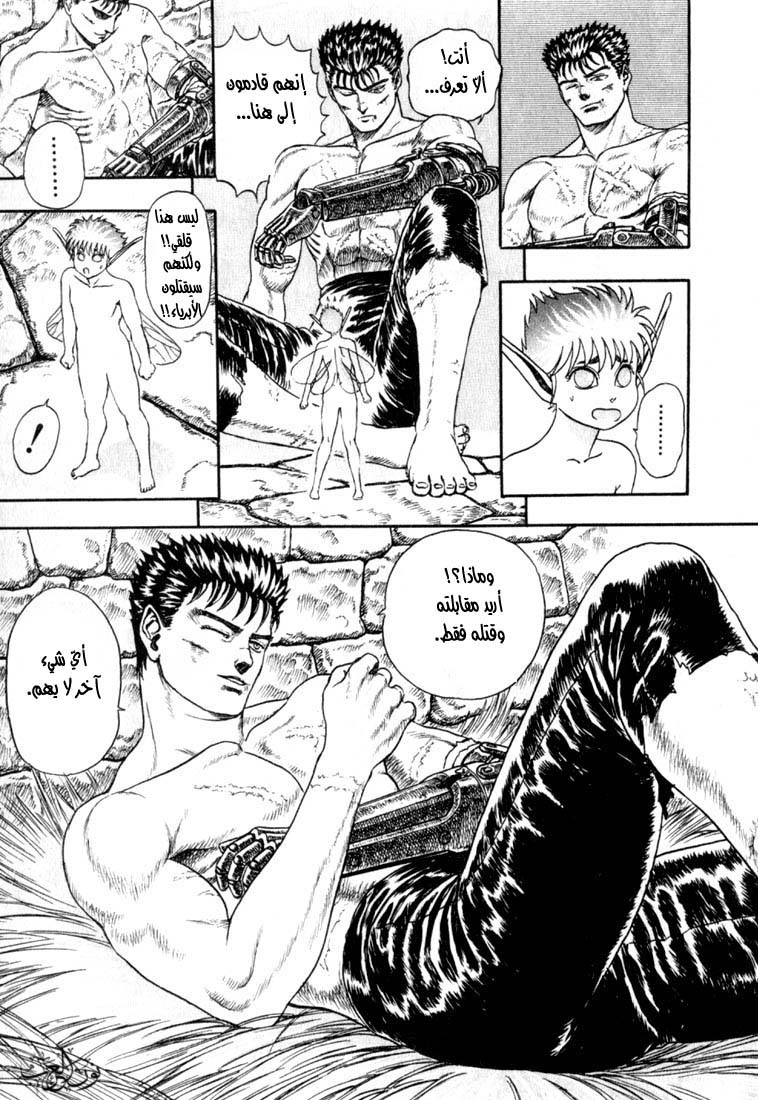 .......
أنت!
ألا تعرف...
إنهم قادمون
إلى هنا...
.......
ليس هذا
قلقي!!
ولكنهم
سيقتلون
الأبرياء!!
!
وماذا؟!
أريد مقابلته
وقتله فقط.
أيّ شيء
آخر لا يهم.